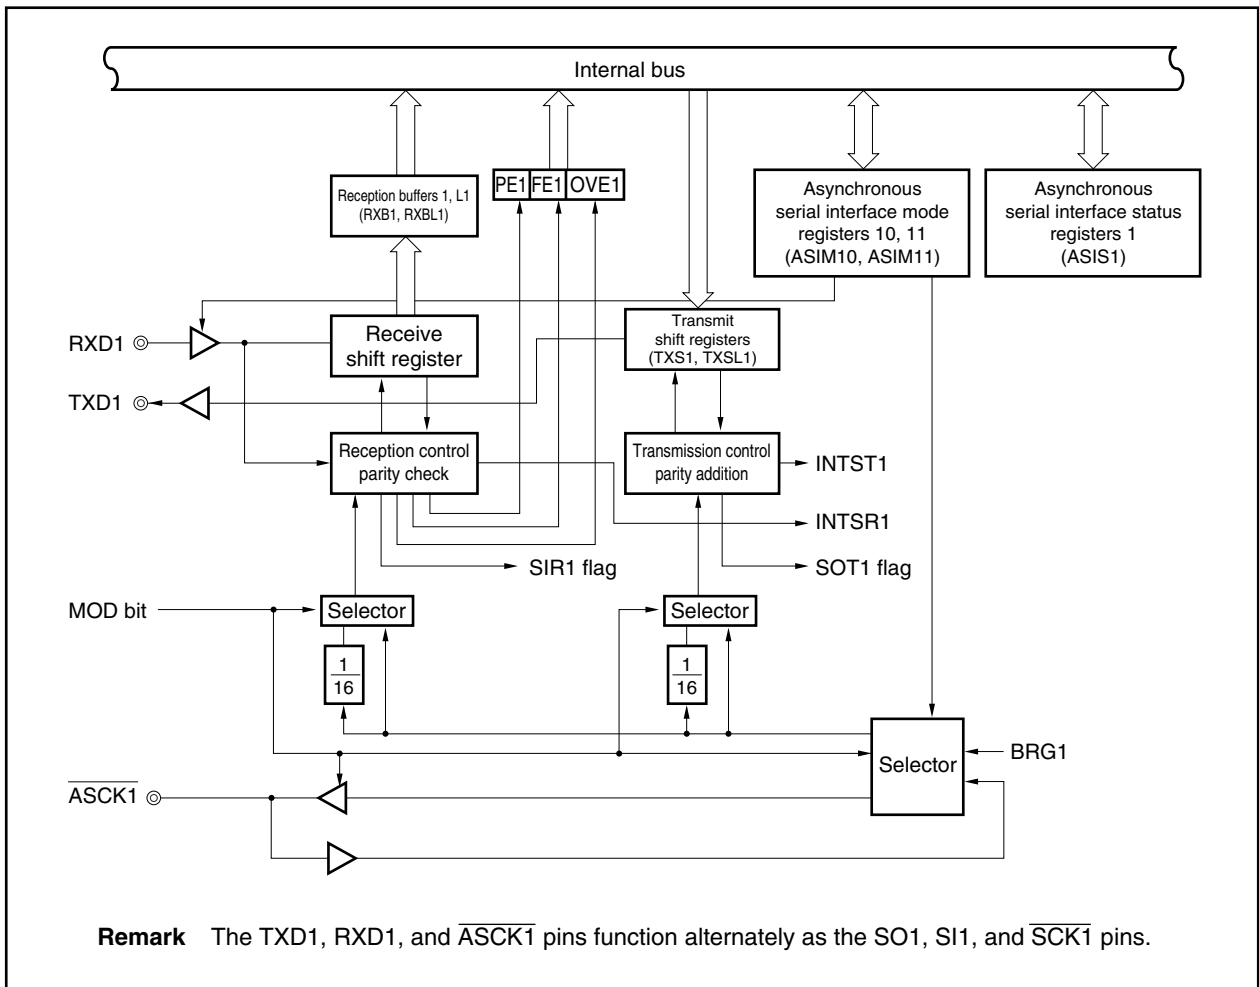 Internal bus
Reception buffers 1, L1
(RXB1, RXBL1)
PE1 FE1 OVE1
Asynchronous
serial interface mode
registers 10, 11
(ASIM10, ASIM11)
Asynchronous
serial interface status
registers 1
(ASIS1)
RXD1
Receive
shift register
Transmit
shift registers
(TXS1, TXSL1)
TXD1
Reception control
parity check
Transmission control
parity addition
INTST1
INTSR1
SIR1 flag
SOT1 flag
MOD bit
Selector
Selector
1
16
1
16
Selector
BRG1
ASCK1
Remark The TXD1, RXD1, and ASCK1 pins function alternately as the SO1, SI1, and SCK1 pins.